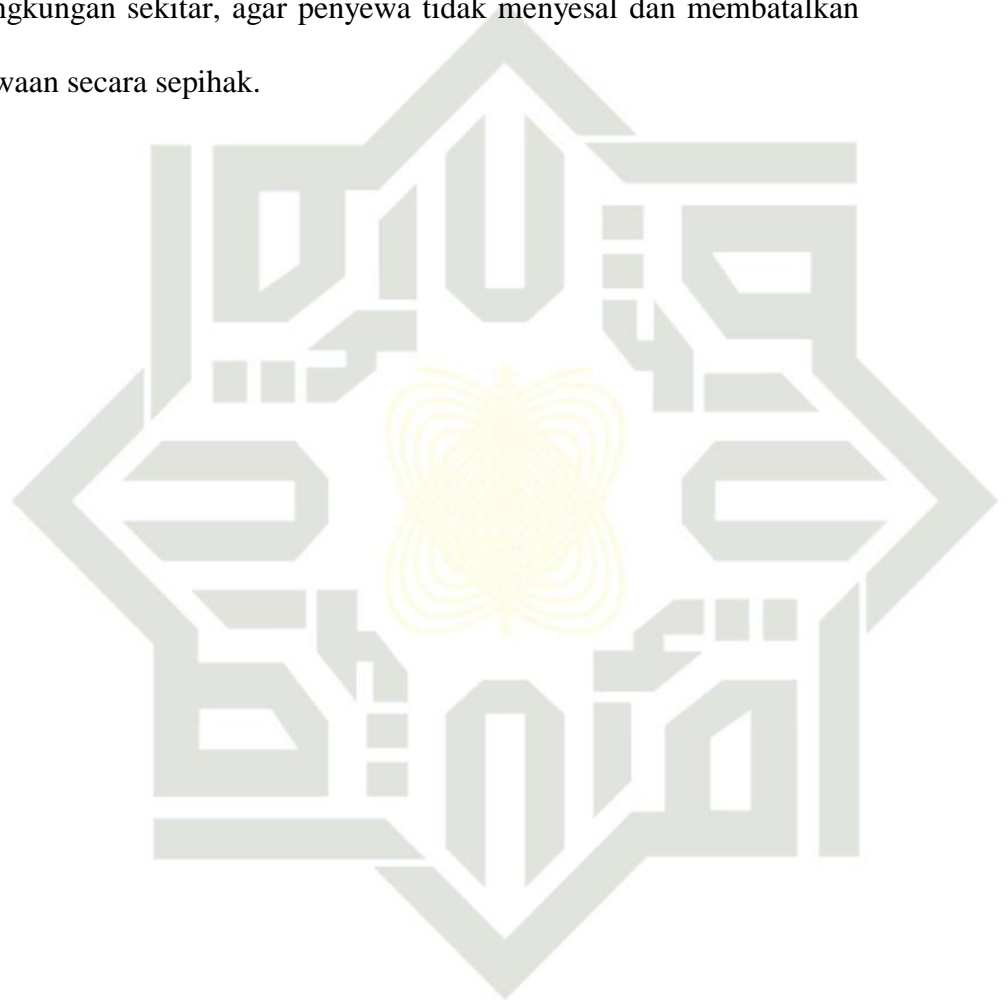 ngkungan sekitar, agar penyewa tidak menyesal dan membatalkan
waan secara sepihak.